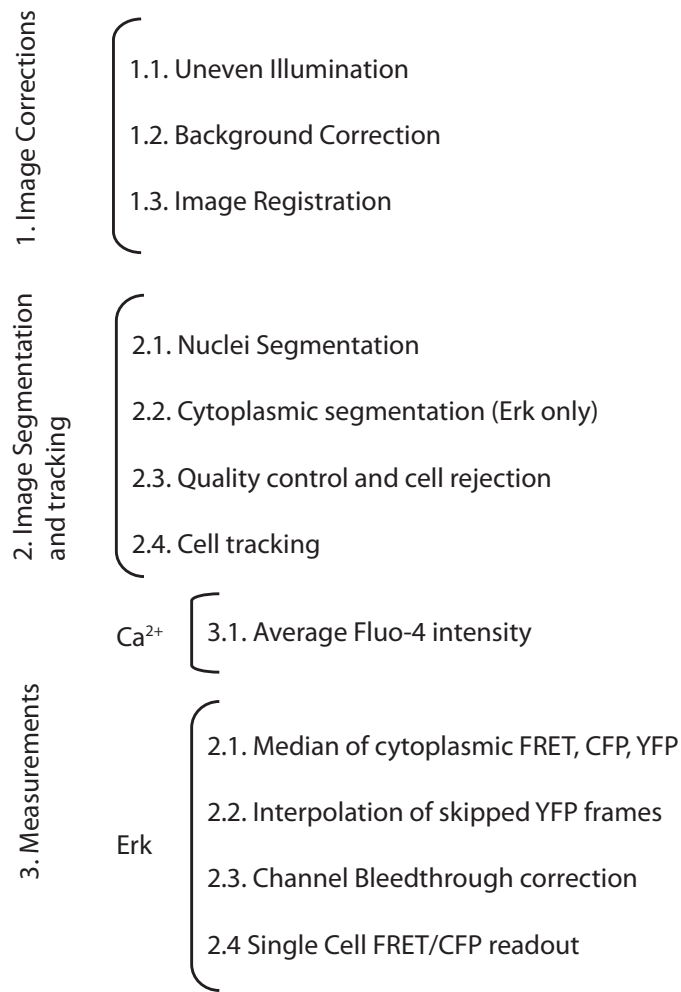 1. Image Corrections
1.1. Uneven Illumination
1.2. Background Correction
1.3. Image Registration
2. Image Segmentation
and tracking
2.1. Nuclei Segmentation
2.2. Cytoplasmic segmentation (Erk only)
2.3. Quality control and cell rejection
2.4. Cell tracking
3. Measurements
Ca²⁺
3.1. Average Fluo-4 intensity
Erk
2.1. Median of cytoplasmic FRET, CFP, YFP
2.2. Interpolation of skipped YFP frames
2.3. Channel Bleedthrough correction
2.4 Single Cell FRET/CFP readout